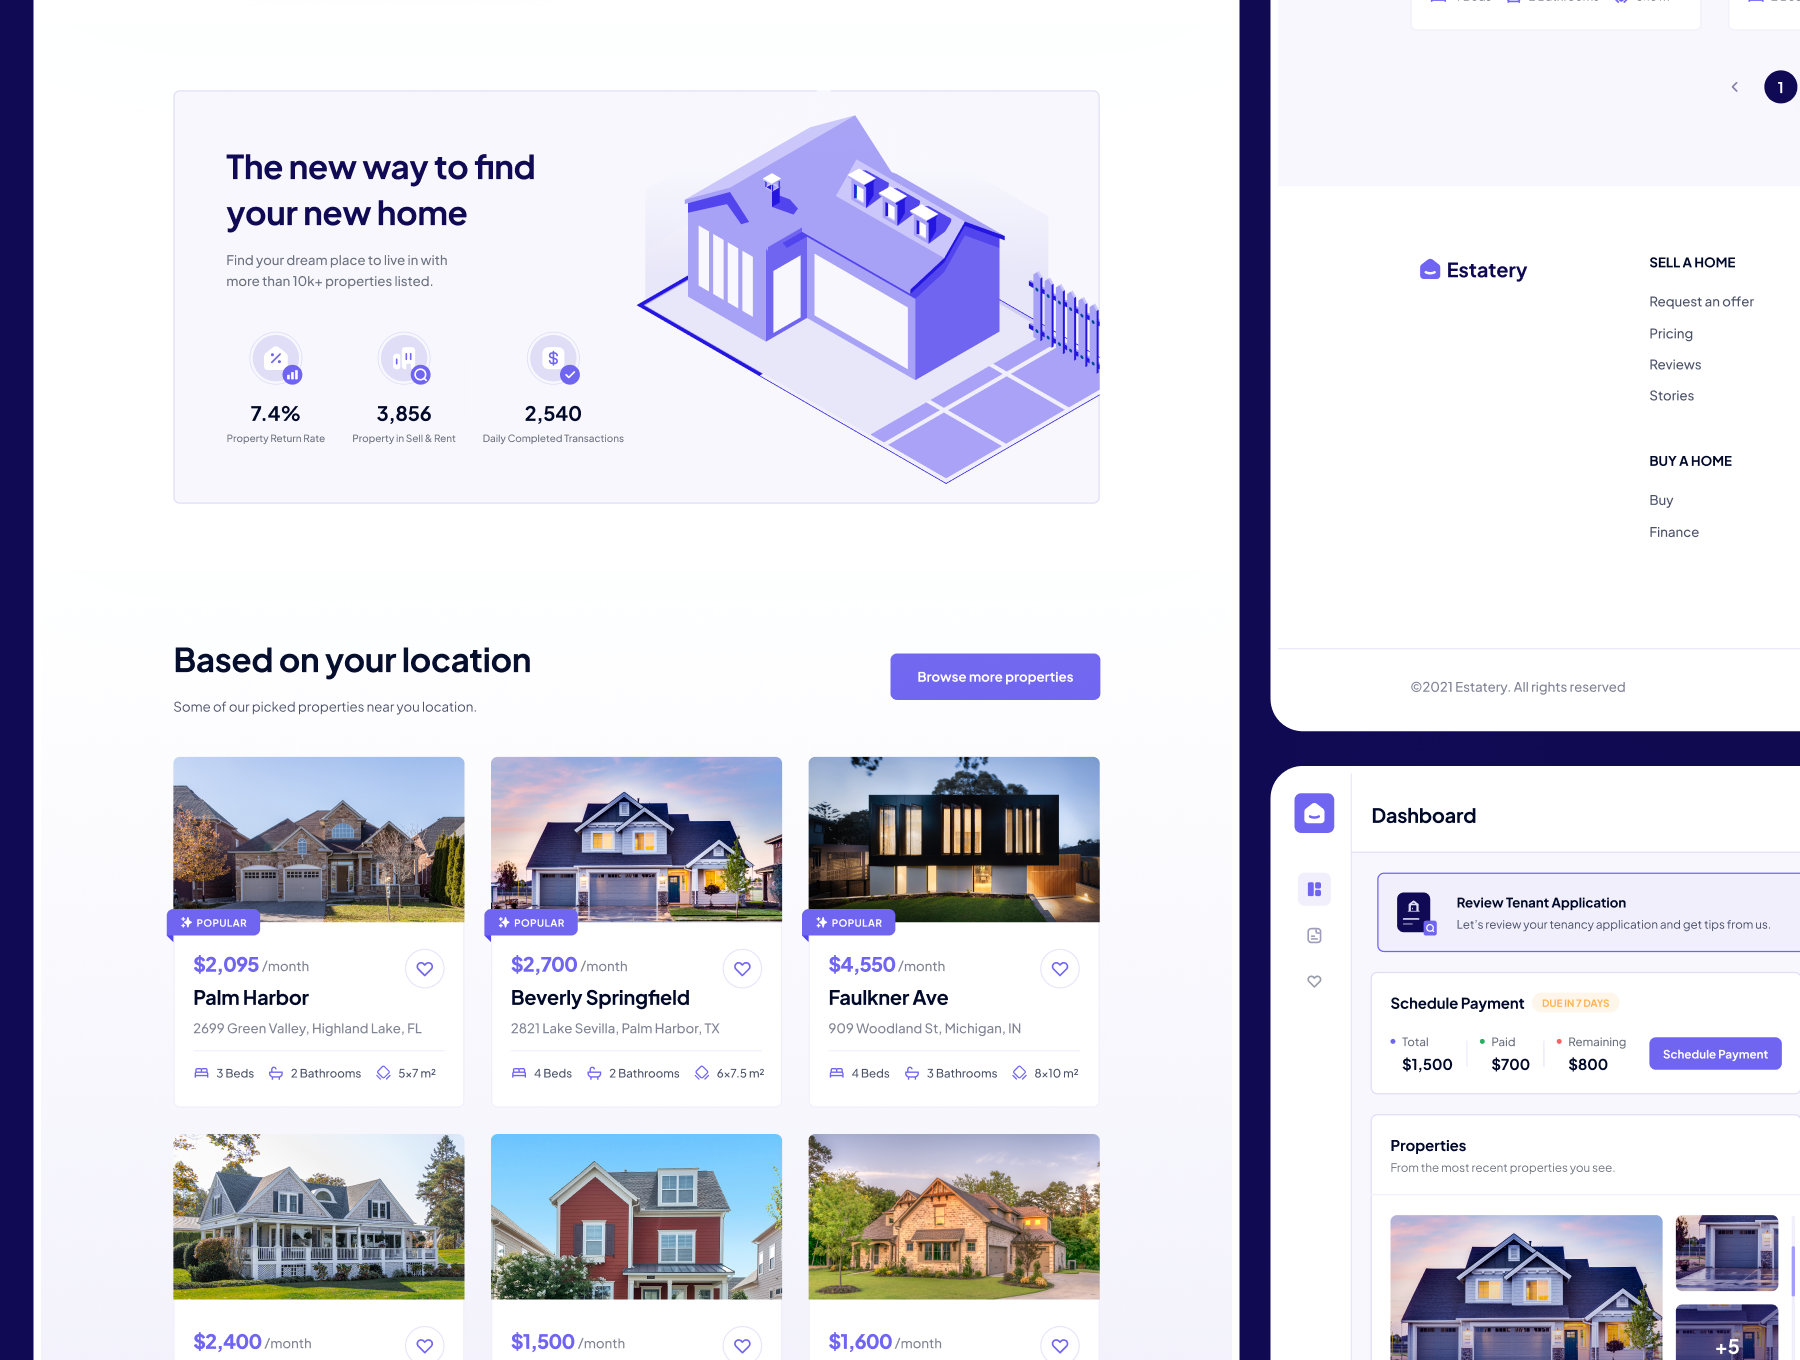 The new way to find
your new home
Find your dream place to live in with
more than 10k+ properties listed.
7.4%
Property Return Rate
3,856
Property in Sell & Rent
2,540
Daily Completed Transactions
Based on your location
Some of our picked properties near you location.
Browse more properties
POPULAR
$2,095 /month
Palm Harbor
2699 Green Valley, Highland Lake, FL
3 Beds 2 Bathrooms 5×7 m²
POPULAR
$2,700 /month
Beverly Springfield
2821 Lake Sevilla, Palm Harbor, TX
4 Beds 2 Bathrooms 6×7.5 m²
POPULAR
$4,550 /month
Faulkner Ave
909 Woodland St, Michigan, IN
4 Beds 3 Bathrooms 8×10 m²
$2,400 /month
$1,500 /month
$1,600 /month
1
Estatery
SELL A HOME
Request an offer
Pricing
Reviews
Stories
BUY A HOME
Buy
Finance
©2021 Estatery. All rights reserved
Dashboard
Review Tenant Application
Let's review your tenancy application and get tips from us.
Schedule Payment DUE IN 7 DAYS
Total
$1,500
Paid
$700
Remaining
$800
Schedule Payment
Properties
From the most recent properties you see.
+5